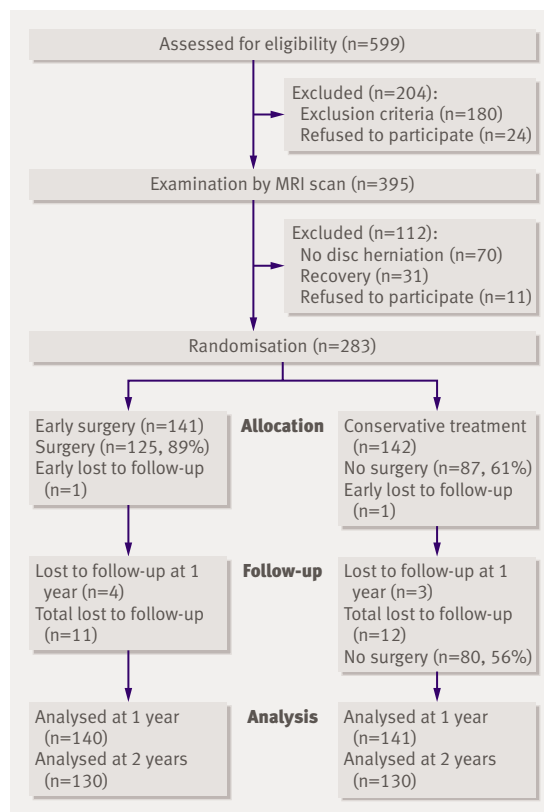 Assessed for eligibility (n=599)
Excluded (n=204):
Exclusion criteria (n=180)
Refused to participate (n=24)
Examination by MRI scan (n=395)
Excluded (n=112):
No disc herniation (n=70)
Recovery (n=31)
Refused to participate (n=11)
Randomisation (n=283)
Allocation
Early surgery (n=141)
Surgery (n=125, 89%)
Early lost to follow-up
(n=1)
Conservative treatment
(n=142)
No surgery (n=87, 61%)
Early lost to follow-up
(n=1)
Follow-up
Lost to follow-up at 1
year (n=4)
Total lost to follow-up
(n=11)
Lost to follow-up at 1
year (n=3)
Total lost to follow-up
(n=12)
No surgery (n=80, 56%)
Analysis
Analysed at 1 year
(n=140)
Analysed at 2 years
(n=130)
Analysed at 1 year
(n=141)
Analysed at 2 years
(n=130)